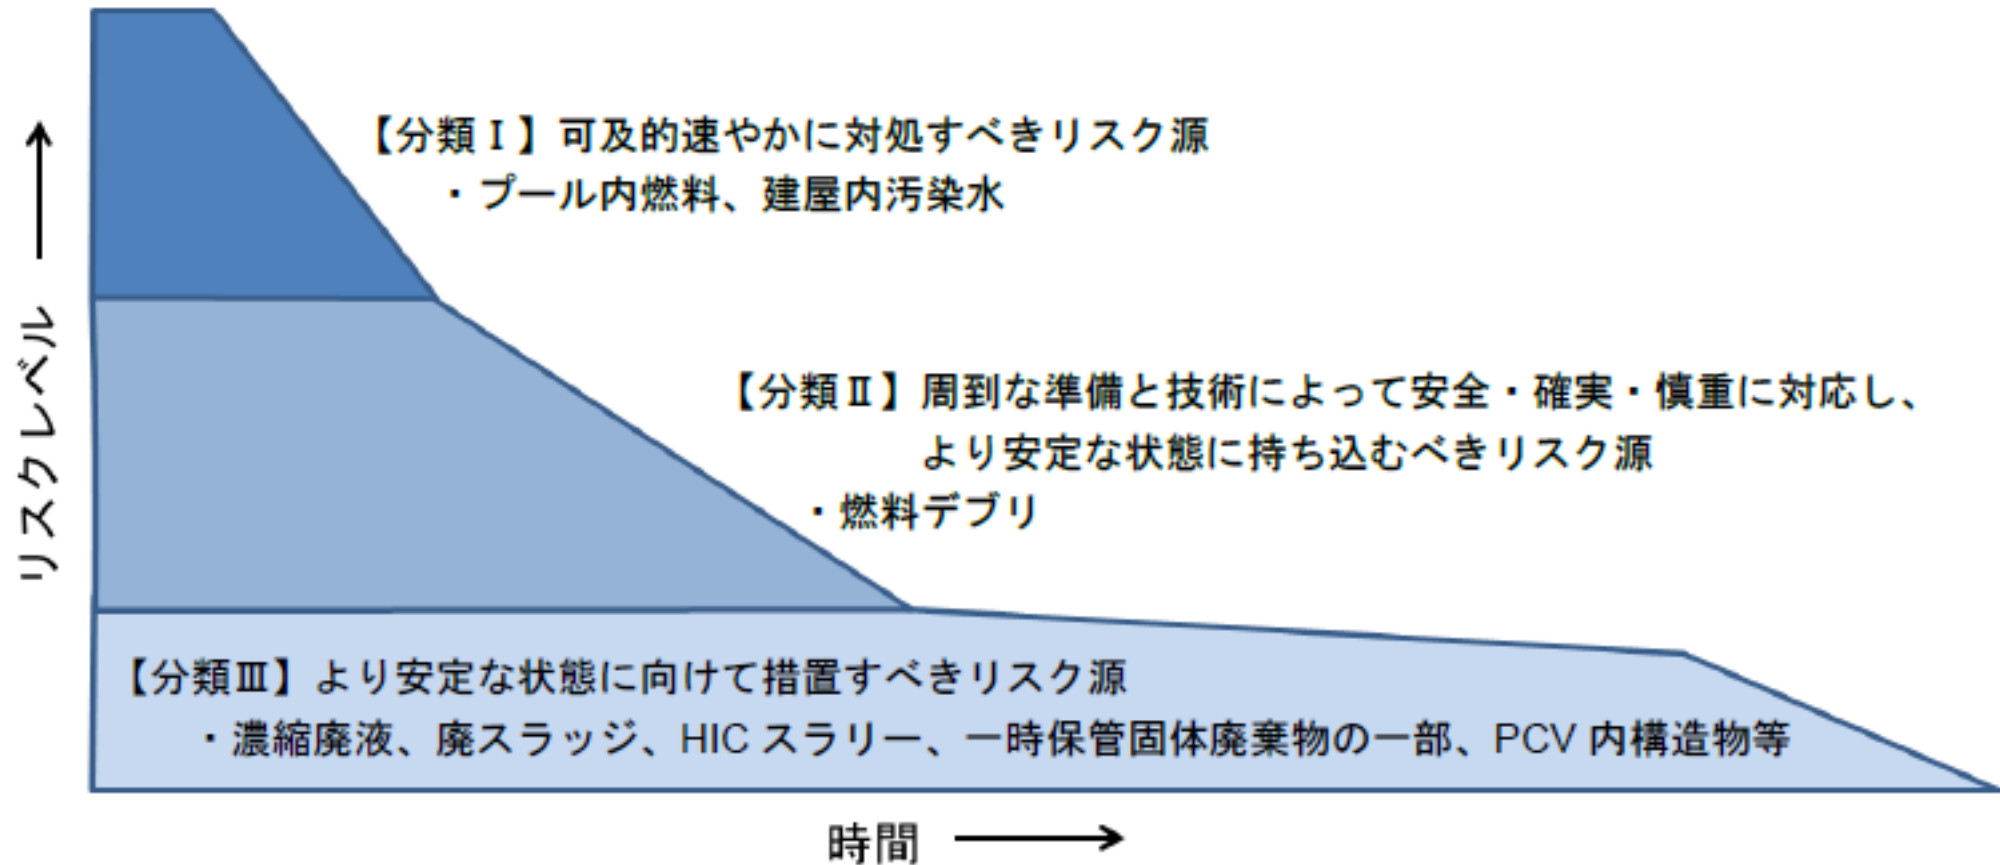 【分類Ⅰ】可及的速やかに対処すべきリスク源
・プール内燃料、建屋内汚染水
【分類Ⅱ】周到な準備と技術によって安全・確実・慎重に対応し、
より安定な状態に持ち込むべきリスク源
・燃料デブリ
【分類Ⅲ】より安定な状態に向けて措置すべきリスク源
・濃縮廃液、廃スラッジ、HIC スラリー、一時保管固体廃棄物の一部、PCV 内構造物等
リスクレベル
時間